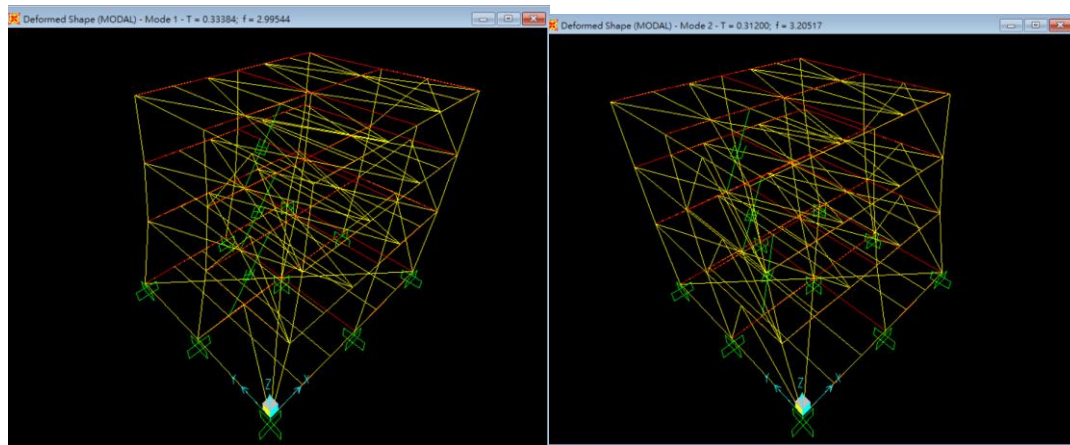 Deformed Shape (MODAL) - Mode 1 - T = 0.33384; f = 2.99544
Deformed Shape (MODAL) - Mode 2 - T = 0.31200; f = 3.20517
Y
Z
X
Y
Z
X